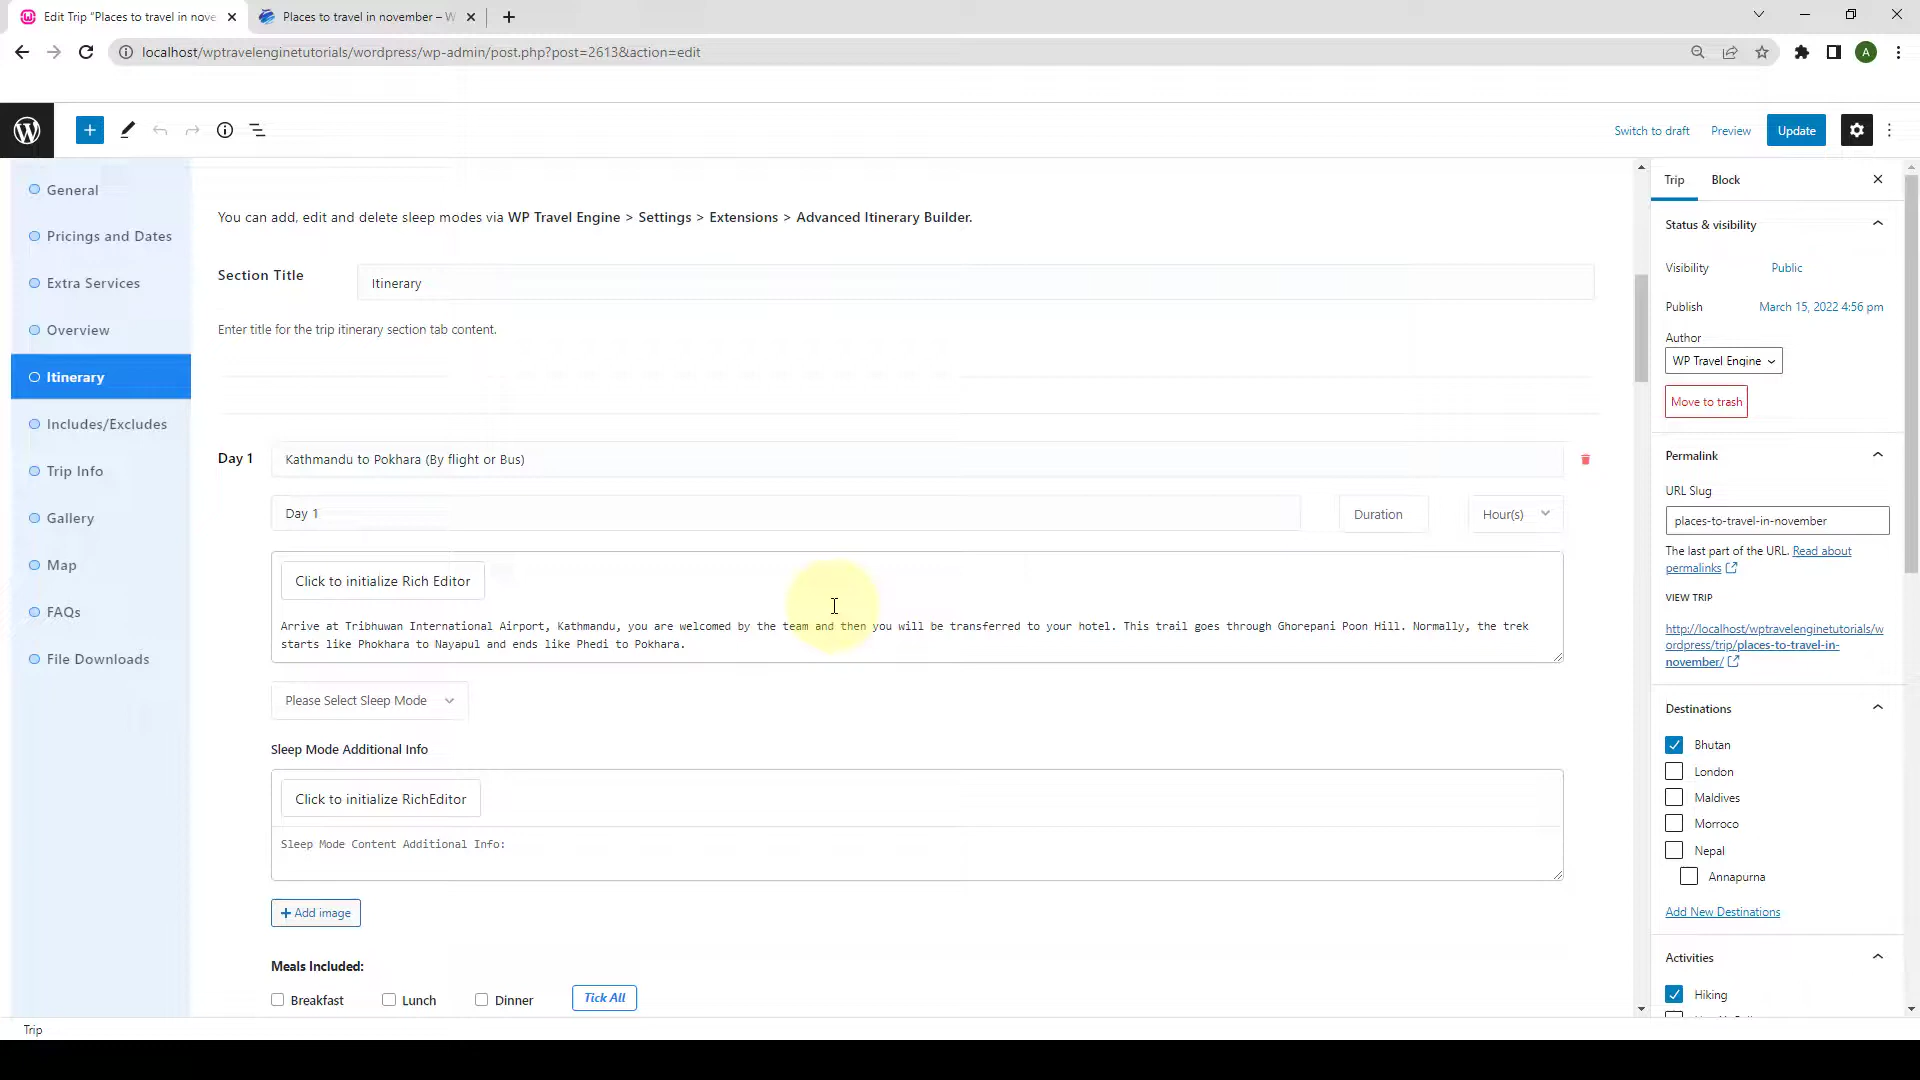 Edit Trip "Places to travel in nove
Places to travel in november – W
localhost/wptravelenginetutorials/wordpress/wp-admin/post.php?post=2613&action=edit
A
Switch to draft
Preview
Update
General
Pricings and Dates
Extra Services
Overview
Itinerary
Includes/Excludes
Trip Info
Gallery
Map
FAQs
File Downloads
You can add, edit and delete sleep modes via WP Travel Engine > Settings > Extensions > Advanced Itinerary Builder.
Section Title
Itinerary
Enter title for the trip itinerary section tab content.
Day 1
Kathmandu to Pokhara (By flight or Bus)
Day 1
Duration
Hour(s)
Click to initialize Rich Editor
Arrive at Tribhuwan International Airport, Kathmandu, you are welcomed by the team and then you will be transferred to your hotel. This trail goes through Ghorepani Poon Hill. Normally, the trek
starts like Phokhara to Nayapul and ends like Phedi to Pokhara.
Please Select Sleep Mode
Sleep Mode Additional Info
Click to initialize RichEditor
Sleep Mode Content Additional Info:
+ Add image
Meals Included:
Breakfast
Lunch
Dinner
Tick All
Trip
Block
Status & visibility
Visibility
Public
Publish
March 15, 2022 4:56 pm
Author
WP Travel Engine
Move to trash
Permalink
URL Slug
places-to-travel-in-november
The last part of the URL. Read about
permalinks
VIEW TRIP
http://localhost/wptravelenginetutorials/w
ordpress/trip/places-to-travel-in-
november/
Destinations
Bhutan
London
Maldives
Morroco
Nepal
Annapurna
Add New Destinations
Activities
Hiking
Trip